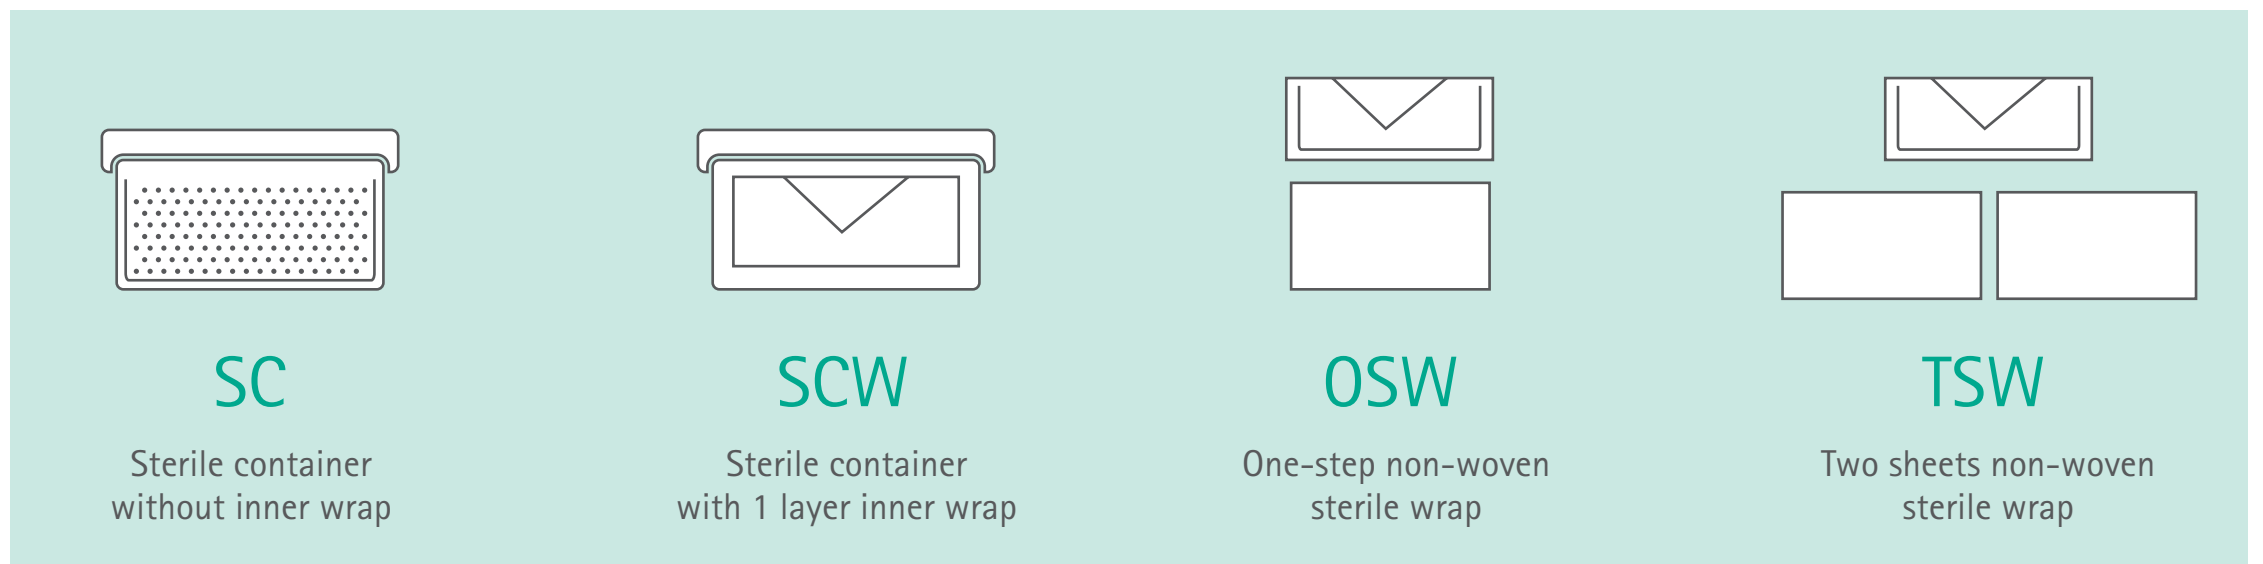 SC
Sterile container
without inner wrap
SCW
Sterile container
with 1 layer inner wrap
OSW
One-step non-woven
sterile wrap
TSW
Two sheets non-woven
sterile wrap